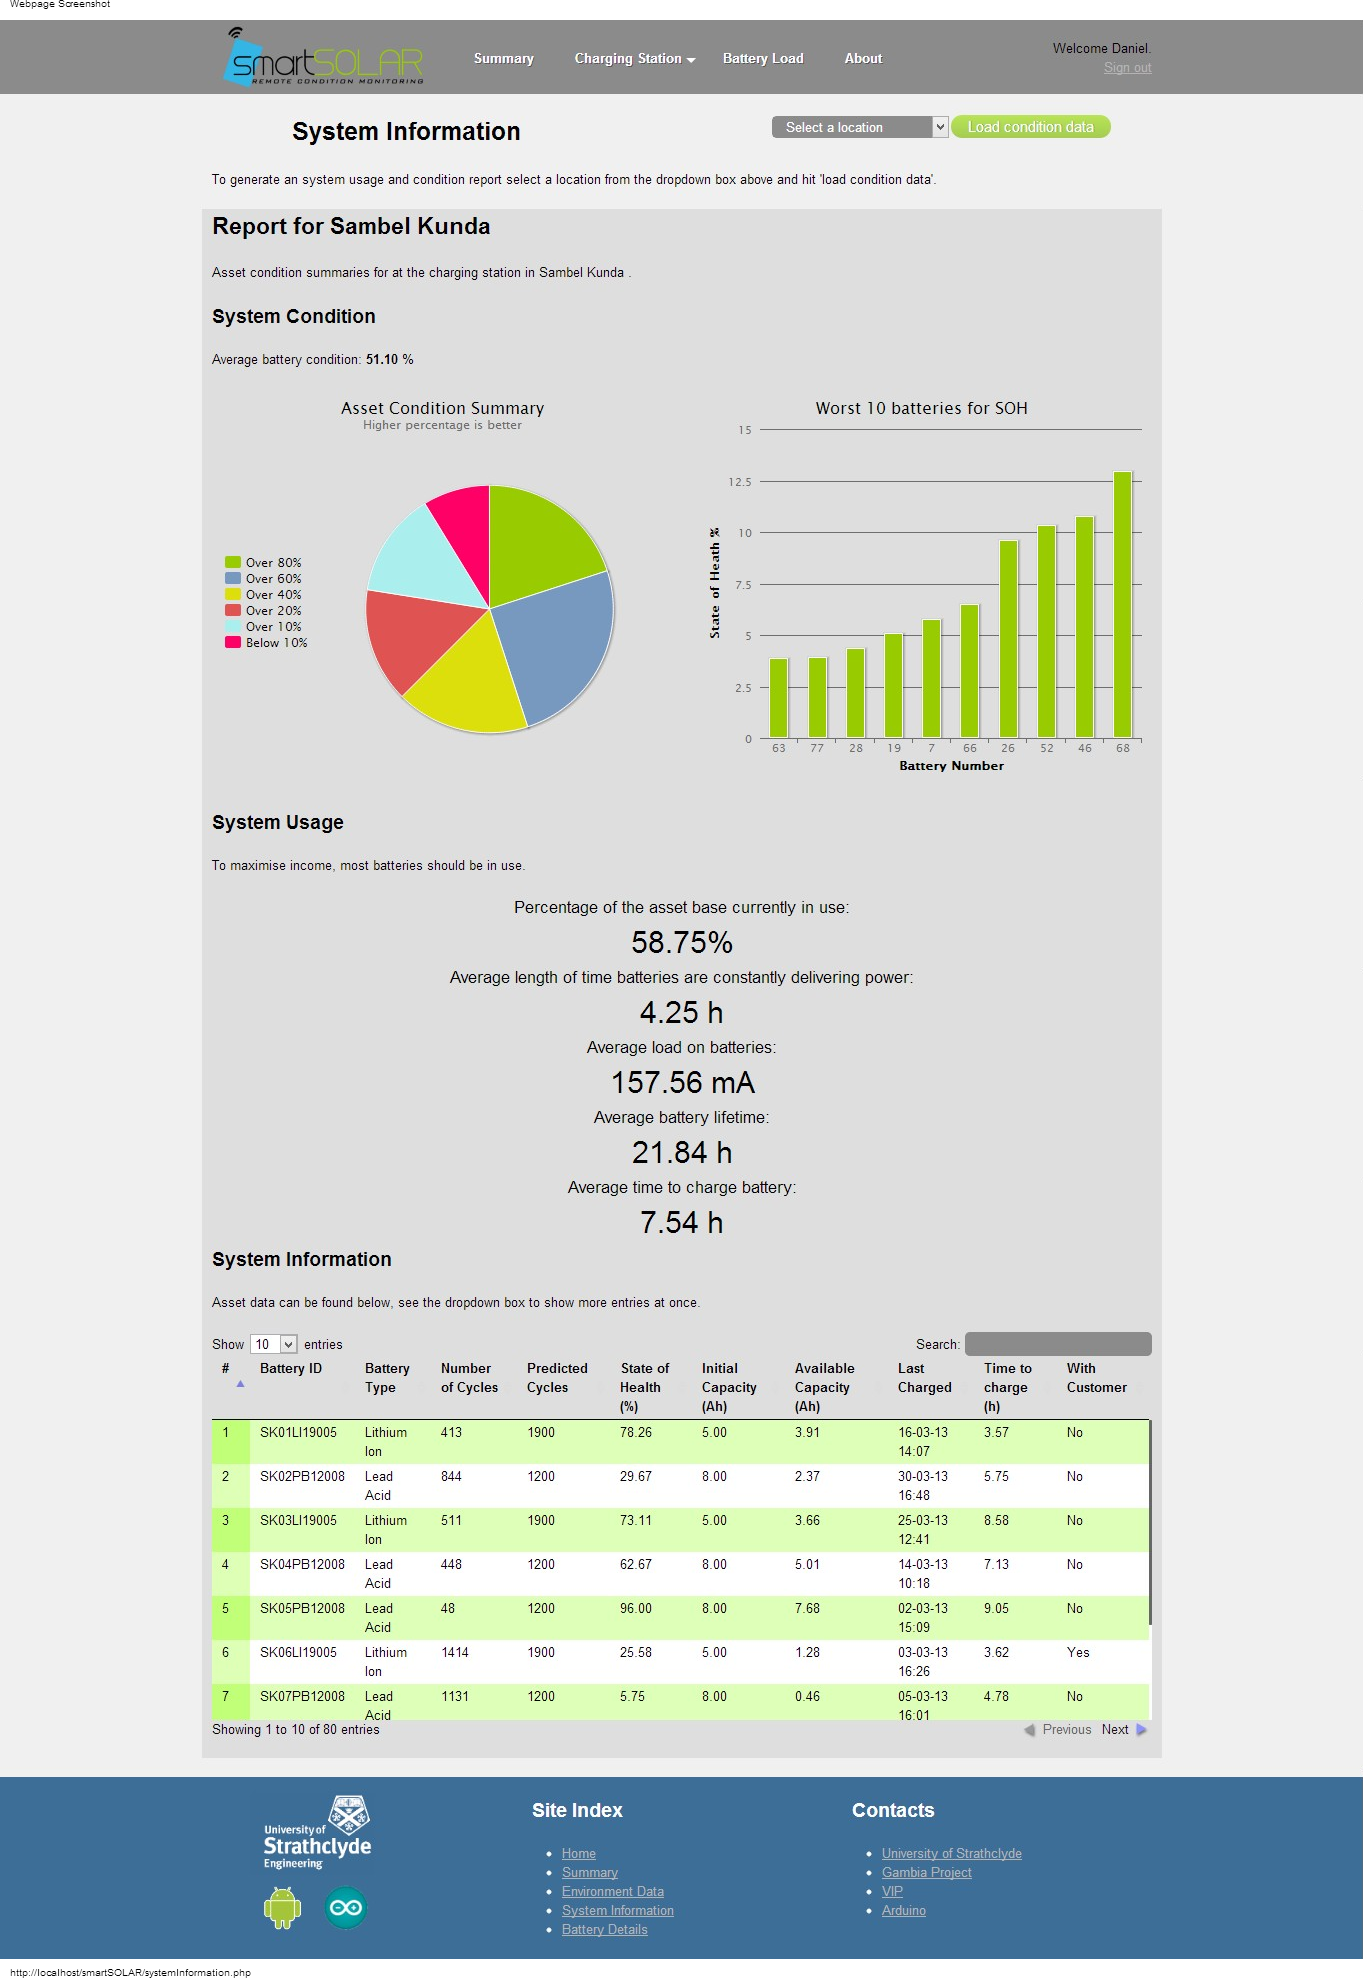 Webpage Screenshot
smartSOLAR
REMOTE CONDITION MONITORING
Summary Charging Station Battery Load About
Welcome Daniel.
Sign out
System Information
Select a location Load condition data
To generate an system usage and condition report select a location from the dropdown box above and hit 'load condition data'.
Report for Sambel Kunda
Asset condition summaries for at the charging station in Sambel Kunda .
System Condition
Average battery condition: 51.10 %
Asset Condition Summary
Higher percentage is better
Over 80%
Over 60%
Over 40%
Over 20%
Over 10%
Below 10%
Worst 10 batteries for SOH
15
12.5
10
7.5
5
2.5
0
State of Heath %
63 77 28 19 7 66 26 52 46 68
Battery Number
System Usage
To maximise income, most batteries should be in use.
Percentage of the asset base currently in use:
58.75%
Average length of time batteries are constantly delivering power:
4.25 h
Average load on batteries:
157.56 mA
Average battery lifetime:
21.84 h
Average time to charge battery:
7.54 h
System Information
Asset data can be found below, see the dropdown box to show more entries at once.
Show 10 entries Search:
# Battery ID Battery Type Number of Cycles Predicted Cycles State of Health (%) Initial Capacity (Ah) Available Capacity (Ah) Last Charged Time to charge (h) With Customer
1 SK01LI19005 Lithium Ion 413 1900 78.26 5.00 3.91 16-03-13 14:07 3.57 No
2 SK02PB12008 Lead Acid 844 1200 29.67 8.00 2.37 30-03-13 16:48 5.75 No
3 SK03LI19005 Lithium Ion 511 1900 73.11 5.00 3.66 25-03-13 12:41 8.58 No
4 SK04PB12008 Lead Acid 448 1200 62.67 8.00 5.01 14-03-13 10:18 7.13 No
5 SK05PB12008 Lead Acid 48 1200 96.00 8.00 7.68 02-03-13 15:09 9.05 No
6 SK06LI19005 Lithium Ion 1414 1900 25.58 5.00 1.28 03-03-13 16:26 3.62 Yes
7 SK07PB12008 Lead Acid 1131 1200 5.75 8.00 0.46 05-03-13 16:01 4.78 No
Showing 1 to 10 of 80 entries Previous Next
University of
Strathclyde
Engineering
Site Index
Home
Summary
Environment Data
System Information
Battery Details
Contacts
University of Strathclyde
Gambia Project
VIP
Arduino
http://localhost/smartSOLAR/systemInformation.php